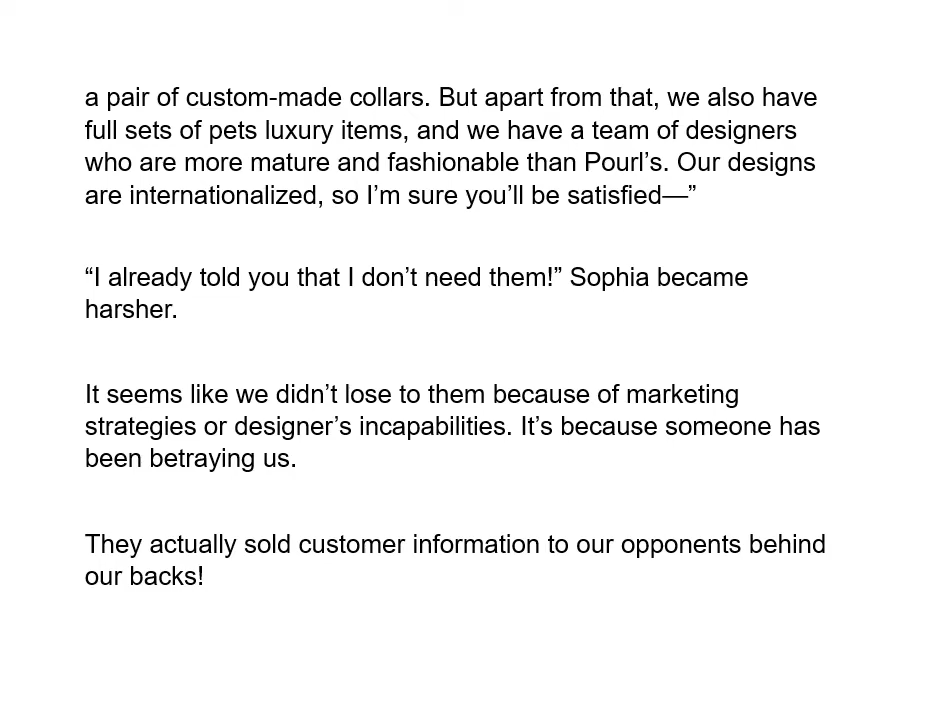 a pair of custom-made collars. But apart from that, we also have
full sets of pets luxury items, and we have a team of designers
who are more mature and fashionable than Pourl’s. Our designs
are internationalized, so I’m sure you’ll be satisfied—”
“I already told you that I don’t need them!” Sophia became
harsher.
It seems like we didn’t lose to them because of marketing
strategies or designer’s incapabilities. It’s because someone has
been betraying us.
They actually sold customer information to our opponents behind
our backs!